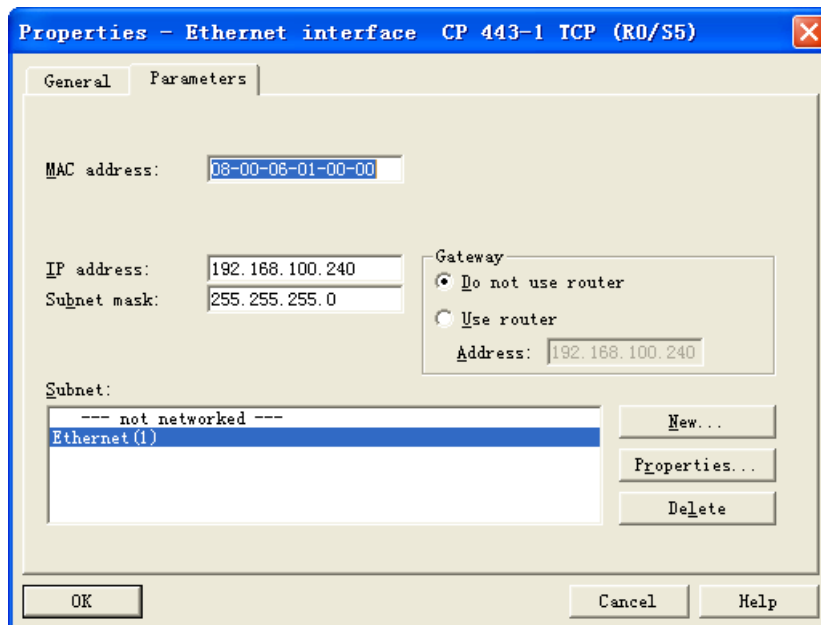 Properties - Ethernet interface CP 443-1 TCP (R0/S5)
General Parameters
MAC address: 08-00-06-01-00-00
IP address: 192.168.100.240
Subnet mask: 255.255.255.0
Gateway
Do not use router
Use router
Address: 192.168.100.240
Subnet:
--- not networked ---
Ethernet(1)
New...
Properties...
Delete
OK Cancel Help